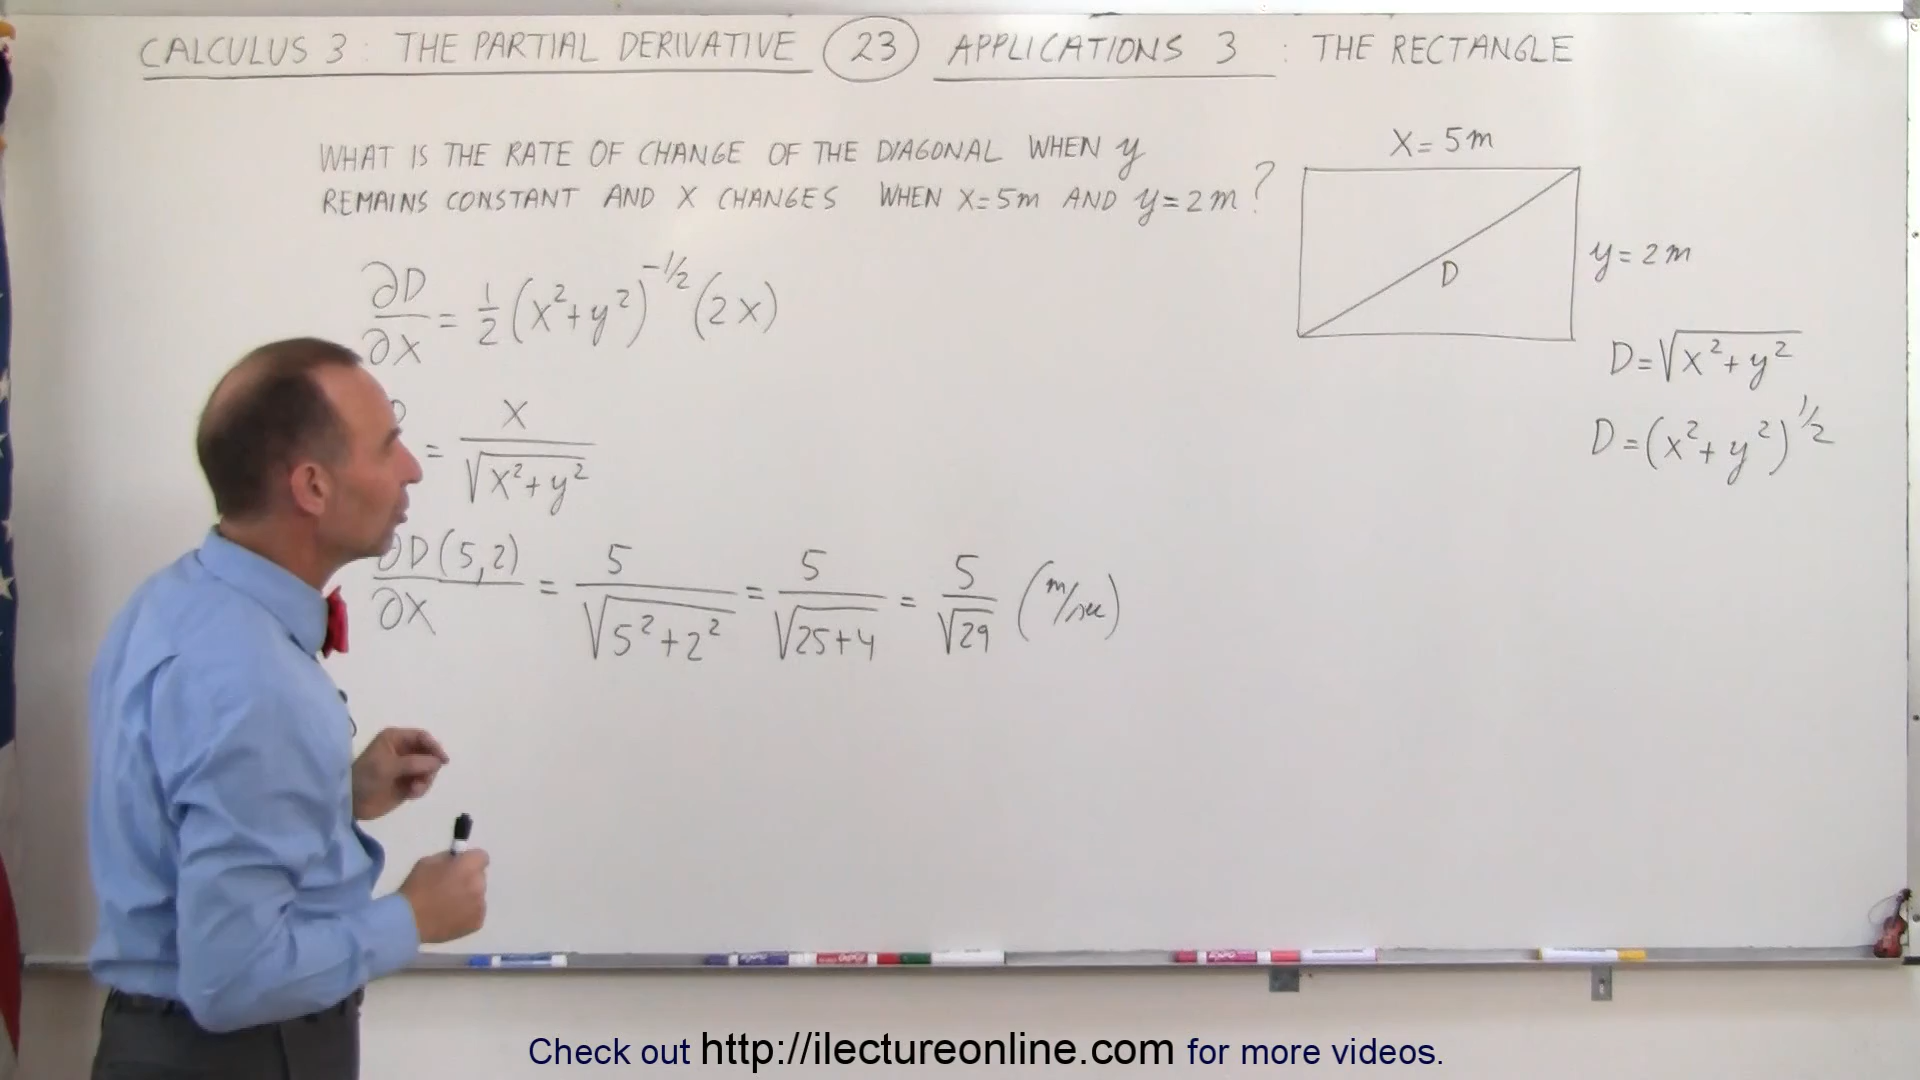 CALCULUS 3 : THE PARTIAL DERIVATIVE 23 APPLICATIONS 3 : THE RECTANGLE
WHAT IS THE RATE OF CHANGE OF THE DIAGONAL WHEN y
REMAINS CONSTANT AND X CHANGES WHEN X=5m AND y=2m?
X=5m
y=2m
D
D=√(x²+y²)
D=(x²+y²)^1/2
∂D/∂X = 1/2 (x²+y²)^-1/2 (2x)
= X/√(x²+y²)
∂D(5,2)/∂X = 5/√(5²+2²) = 5/√(25+4) = 5/√29 (m/sec)
Check out http://ilectureonline.com for more videos.